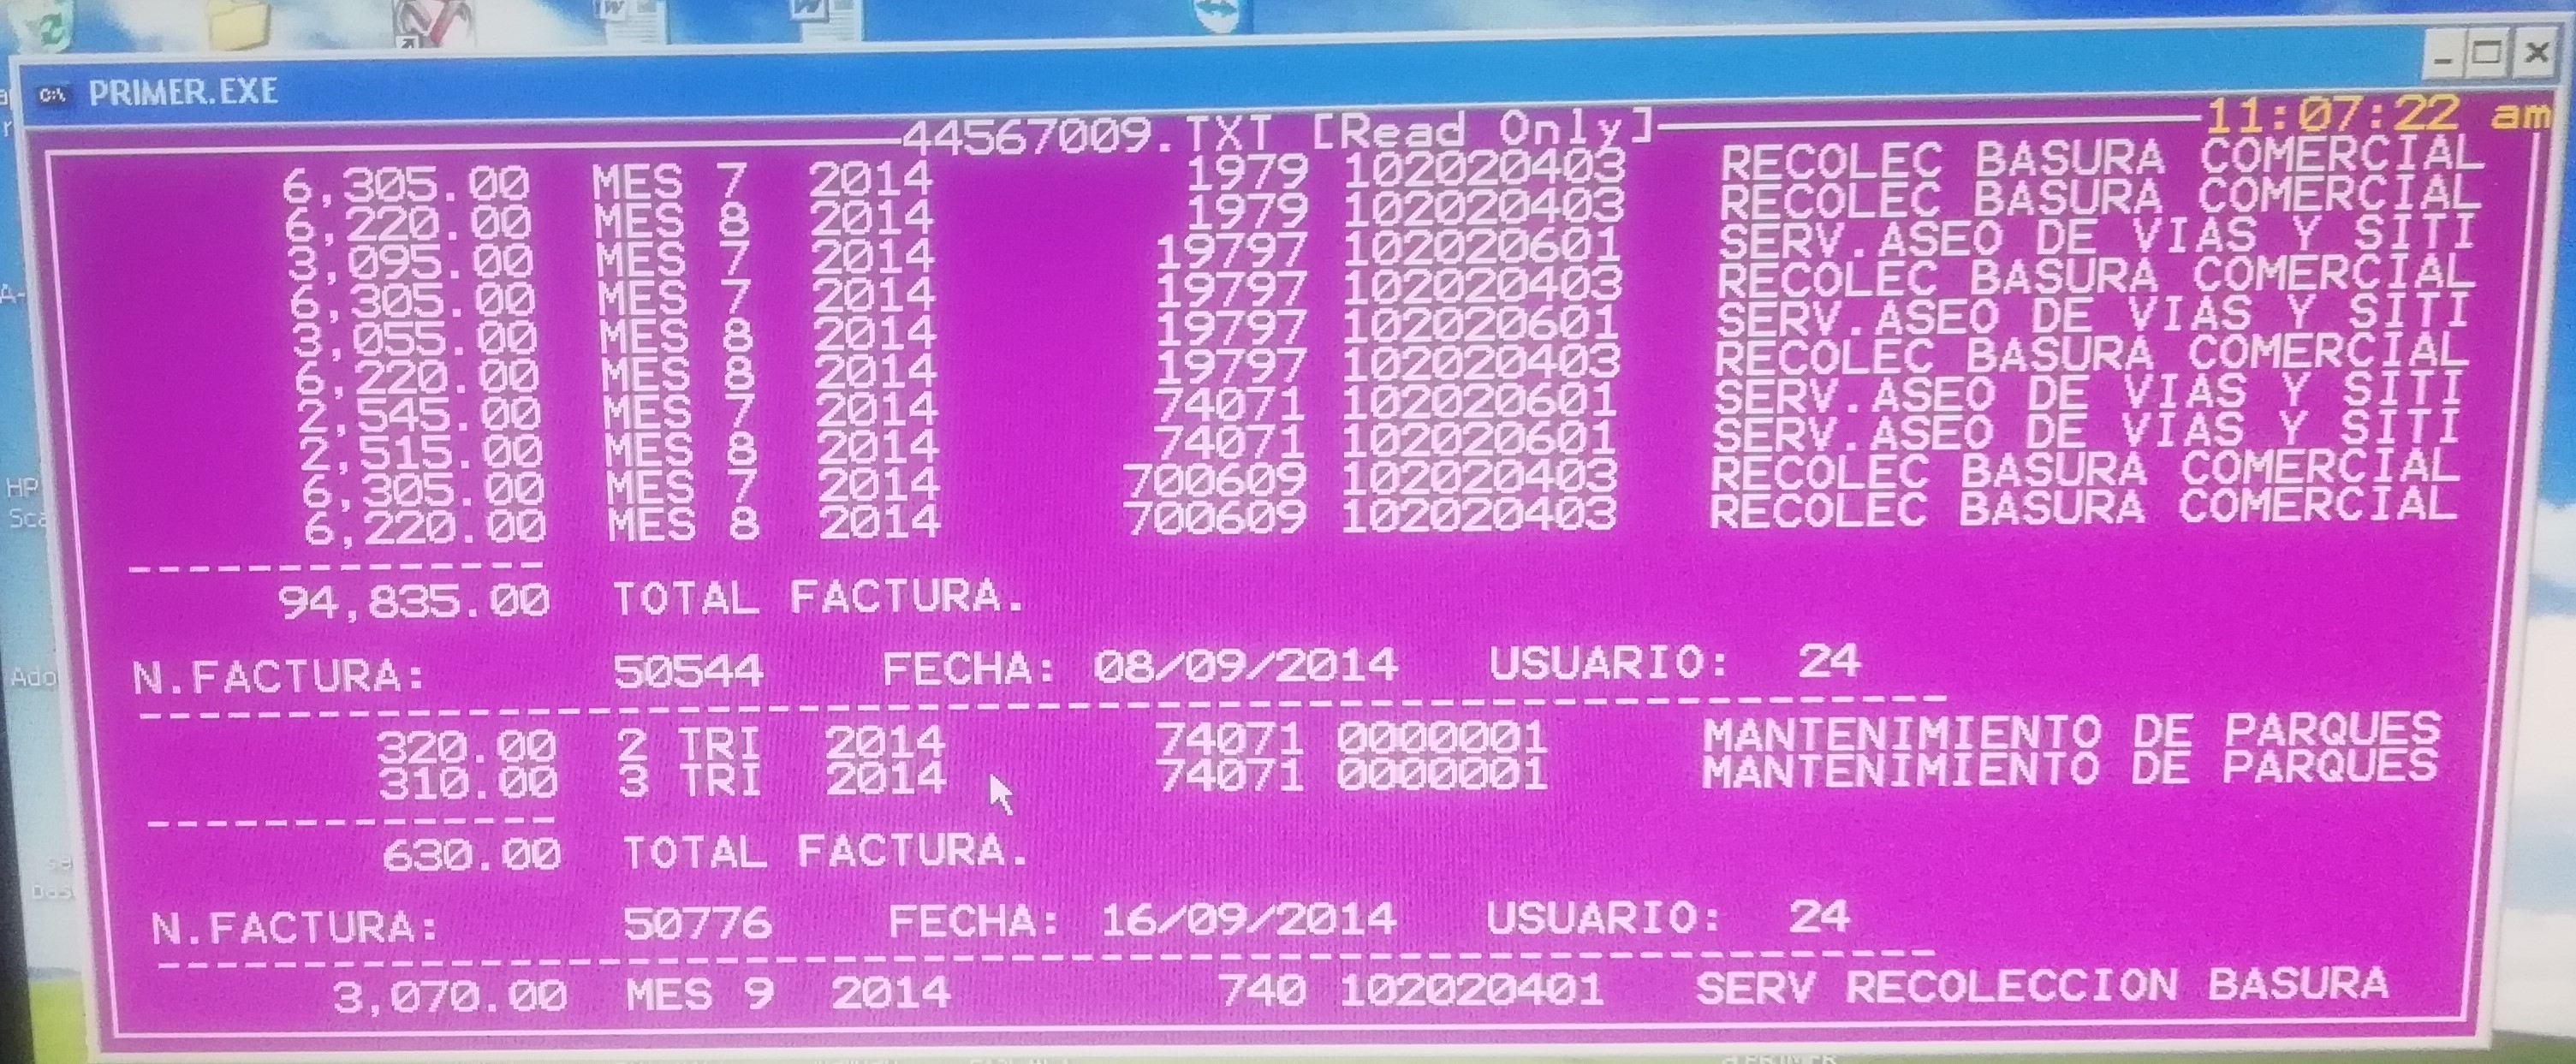 PRIMER.EXE
44567009.TXT [Read Only] 11:07:22 am
6,305.00 MES 7 2014 1979 102020403 RECOLEC BASURA COMERCIAL
6,220.00 MES 8 2014 1979 102020403 RECOLEC BASURA COMERCIAL
3,095.00 MES 7 2014 19797 102020601 SERV.ASEO DE VIAS Y SITI
6,305.00 MES 7 2014 19797 102020403 RECOLEC BASURA COMERCIAL
3,055.00 MES 8 2014 19797 102020601 SERV.ASEO DE VIAS Y SITI
6,220.00 MES 8 2014 19797 102020403 RECOLEC BASURA COMERCIAL
2,545.00 MES 7 2014 74071 102020601 SERV.ASEO DE VIAS Y SITI
2,515.00 MES 8 2014 74071 102020601 SERV.ASEO DE VIAS Y SITI
6,305.00 MES 7 2014 700609 102020403 RECOLEC BASURA COMERCIAL
6,220.00 MES 8 2014 700609 102020403 RECOLEC BASURA COMERCIAL
--------------
94,835.00 TOTAL FACTURA.
N.FACTURA: 50544 FECHA: 08/09/2014 USUARIO: 24
------------------------------------------------------------
320.00 2 TRI 2014 74071 0000001 MANTENIMIENTO DE PARQUES
310.00 3 TRI 2014 74071 0000001 MANTENIMIENTO DE PARQUES
--------------
630.00 TOTAL FACTURA.
N.FACTURA: 50776 FECHA: 16/09/2014 USUARIO: 24
------------------------------------------------------------
3,070.00 MES 9 2014 740 102020401 SERV RECOLECCION BASURA
HP